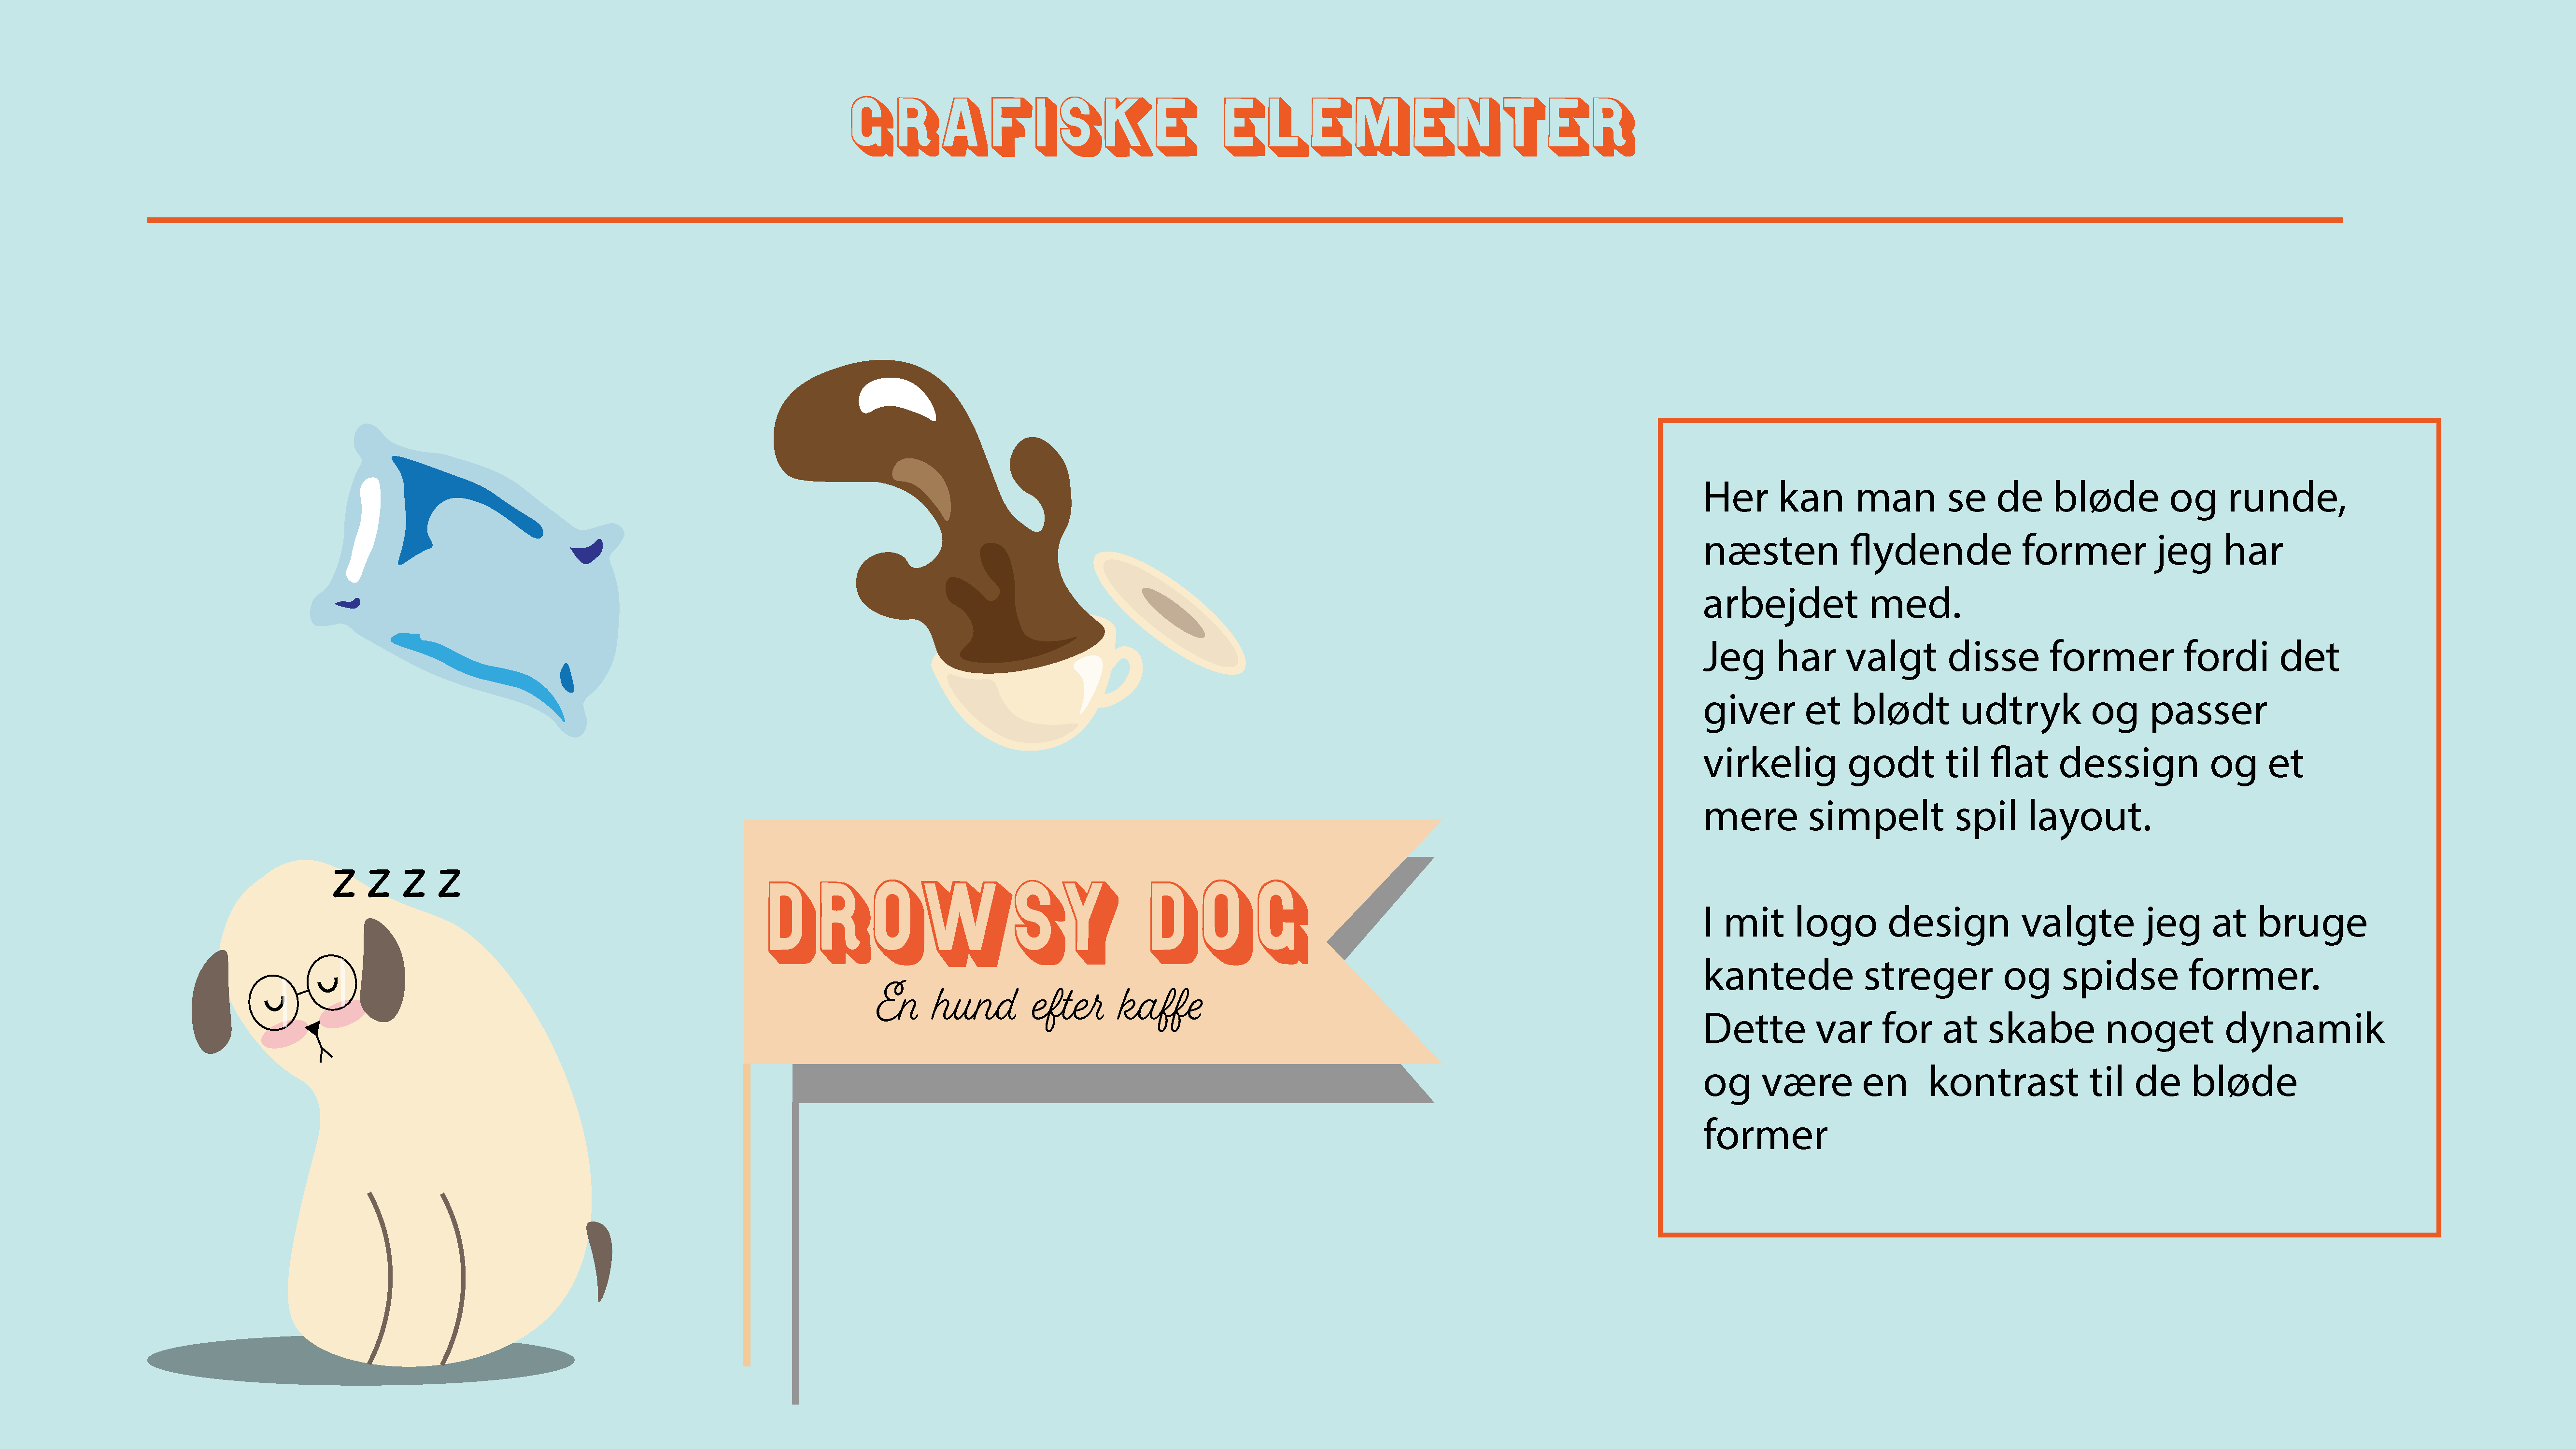 GRAFISKE ELEMENTER
Her kan man se de bløde og runde,
næsten flydende former jeg har
arbejdet med.
Jeg har valgt disse former fordi det
giver et blødt udtryk og passer
virkelig godt til flat dessign og et
mere simpelt spil layout.
I mit logo design valgte jeg at bruge
kantede streger og spidse former.
Dette var for at skabe noget dynamik
og være en kontrast til de bløde
former
z z z z
DROWSY DOG
En hund efter kaffe